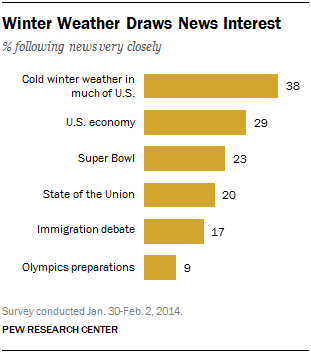 Winter Weather Draws News Interest
% following news very closely
Cold winter weather in
much of U.S.
38
U.S. economy
29
Super Bowl
23
State of the Union
20
Immigration debate
17
Olympics preparations
9
Survey conducted Jan. 30-Feb. 2, 2014.
PEW RESEARCH CENTER